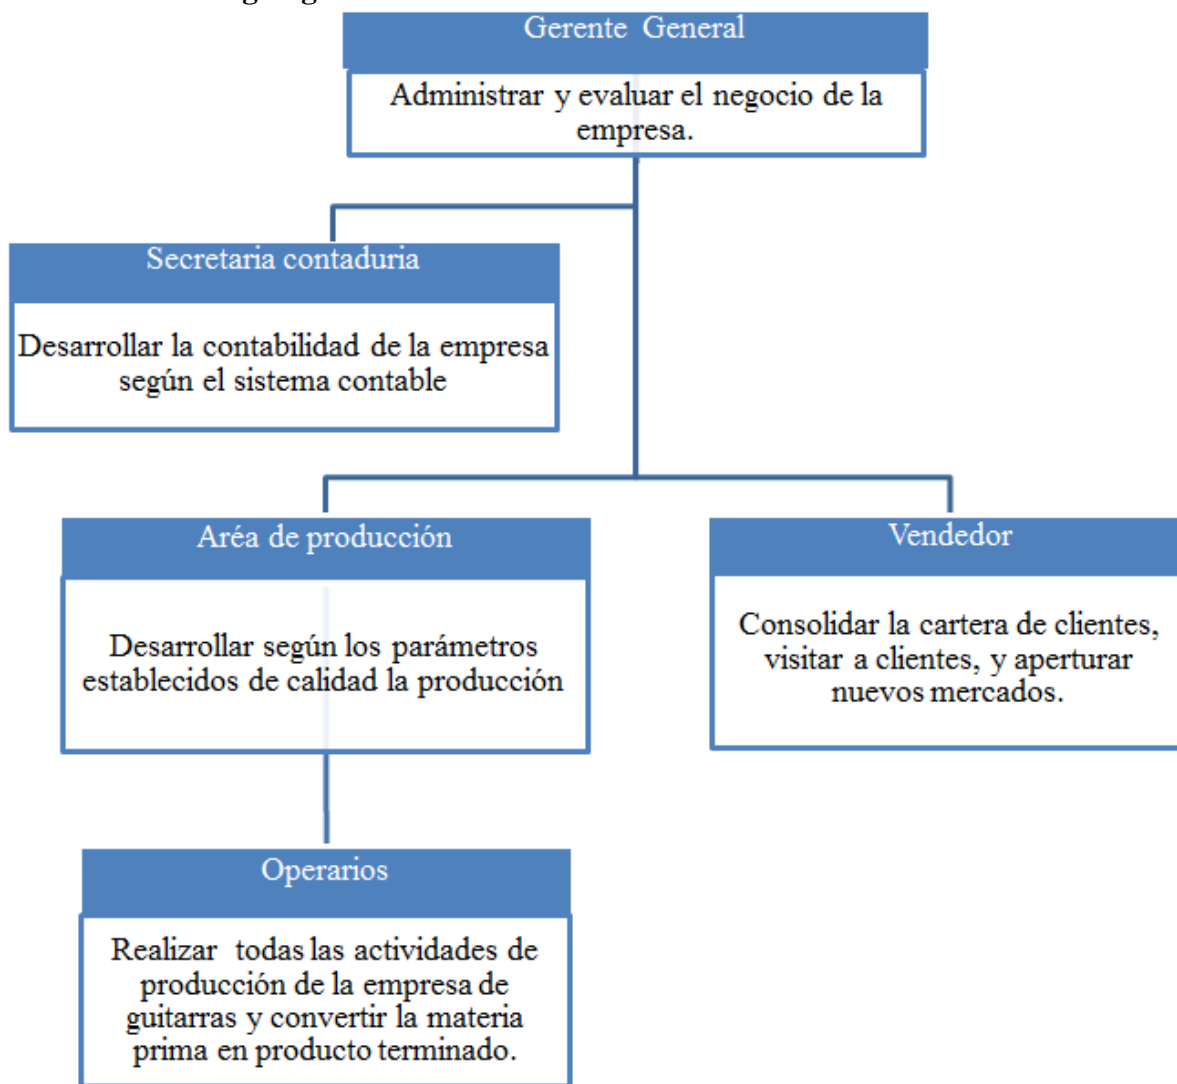 Gerente General
Administrar y evaluar el negocio de la
empresa.
Secretaria contaduria
Desarrollar la contabilidad de la empresa
según el sistema contable
Aréa de producción
Desarrollar según los parámetros
establecidos de calidad la producción
Vendedor
Consolidar la cartera de clientes,
visitar a clientes, y aperturar
nuevos mercados.
Operarios
Realizar todas las actividades de
producción de la empresa de
guitarras y convertir la materia
prima en producto terminado.